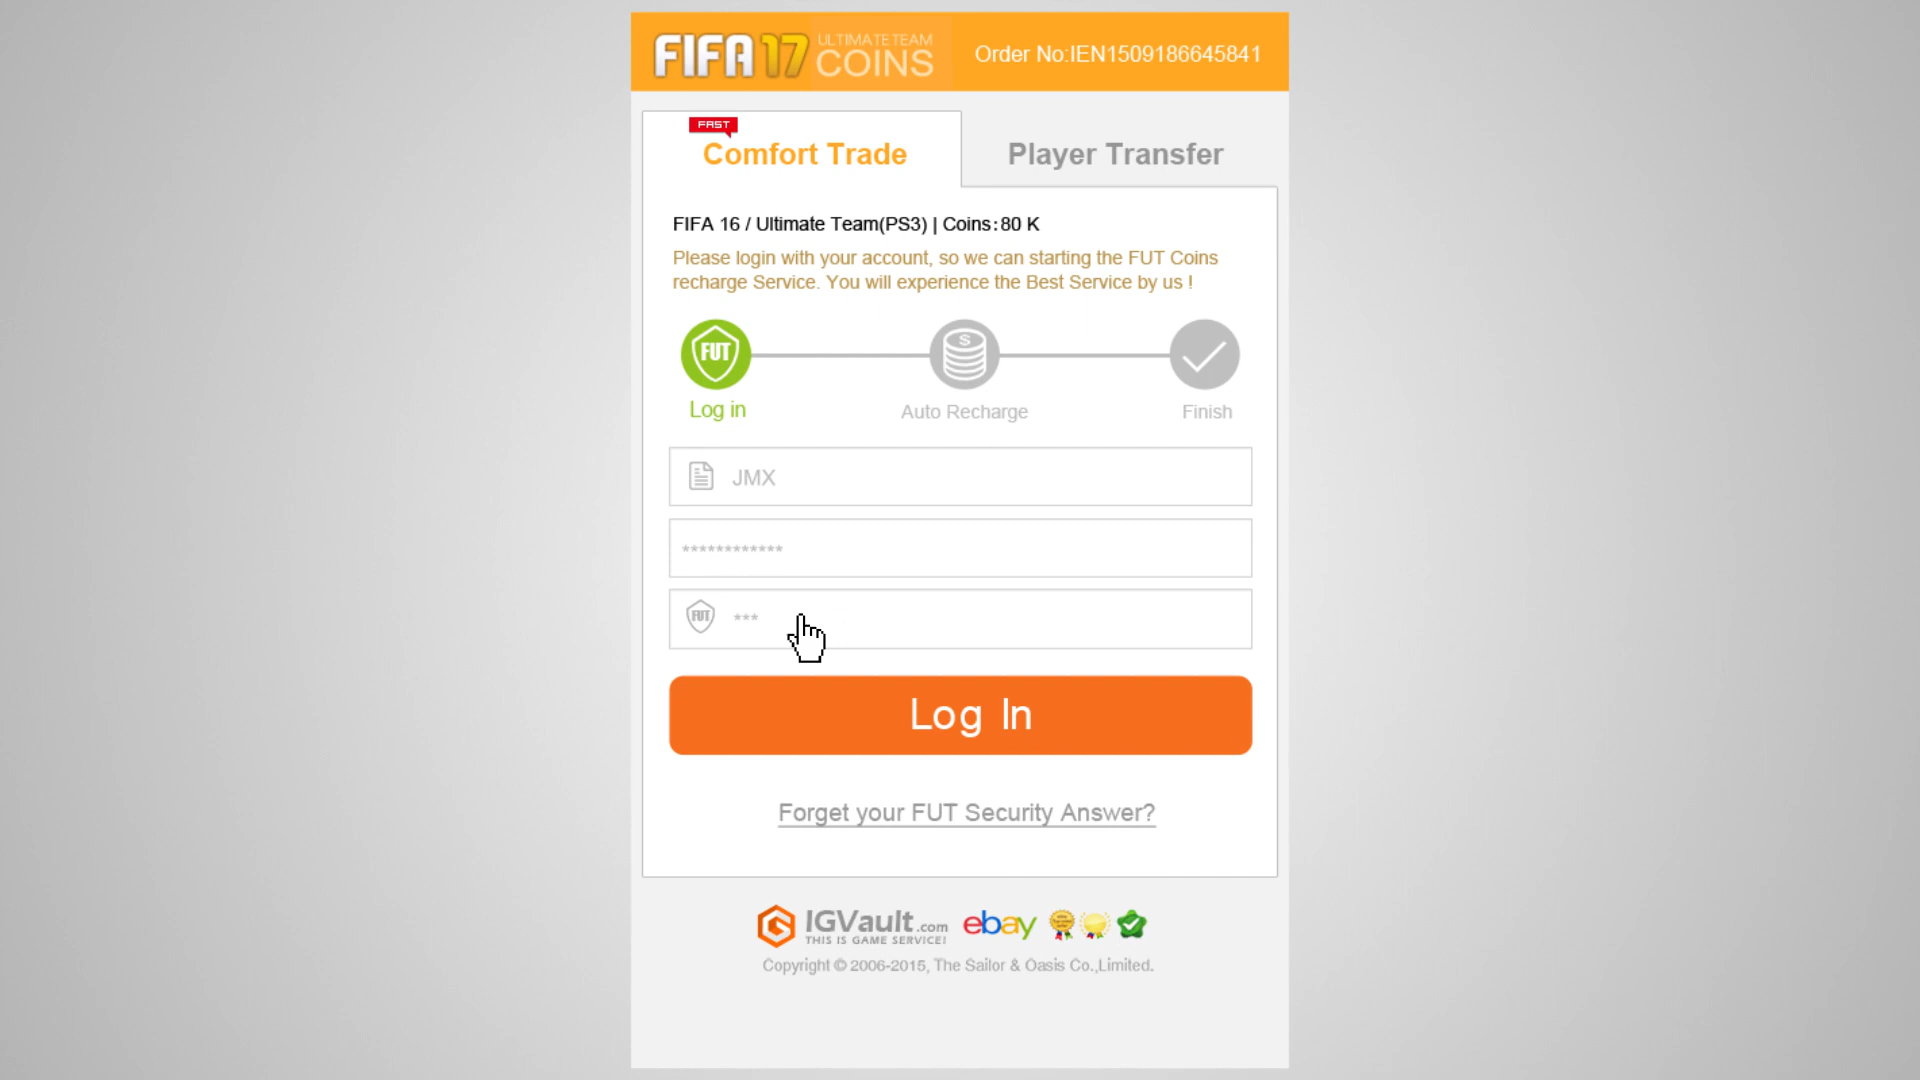 FIFA 17 ULTIMATE TEAM COINS
Order No:IEN1509186645841
FAST
Comfort Trade
Player Transfer
FIFA 16 / Ultimate Team(PS3) | Coins:80 K
Please login with your account, so we can starting the FUT Coins
recharge Service. You will experience the Best Service by us !
FUT
$
Log in
Auto Recharge
Finish
JMX
************
FUT ***
Log In
Forget your FUT Security Answer?
IGVault.com
THIS IS GAME SERVICE!
ebay
Copyright © 2006-2015, The Sailor & Oasis Co.,Limited.